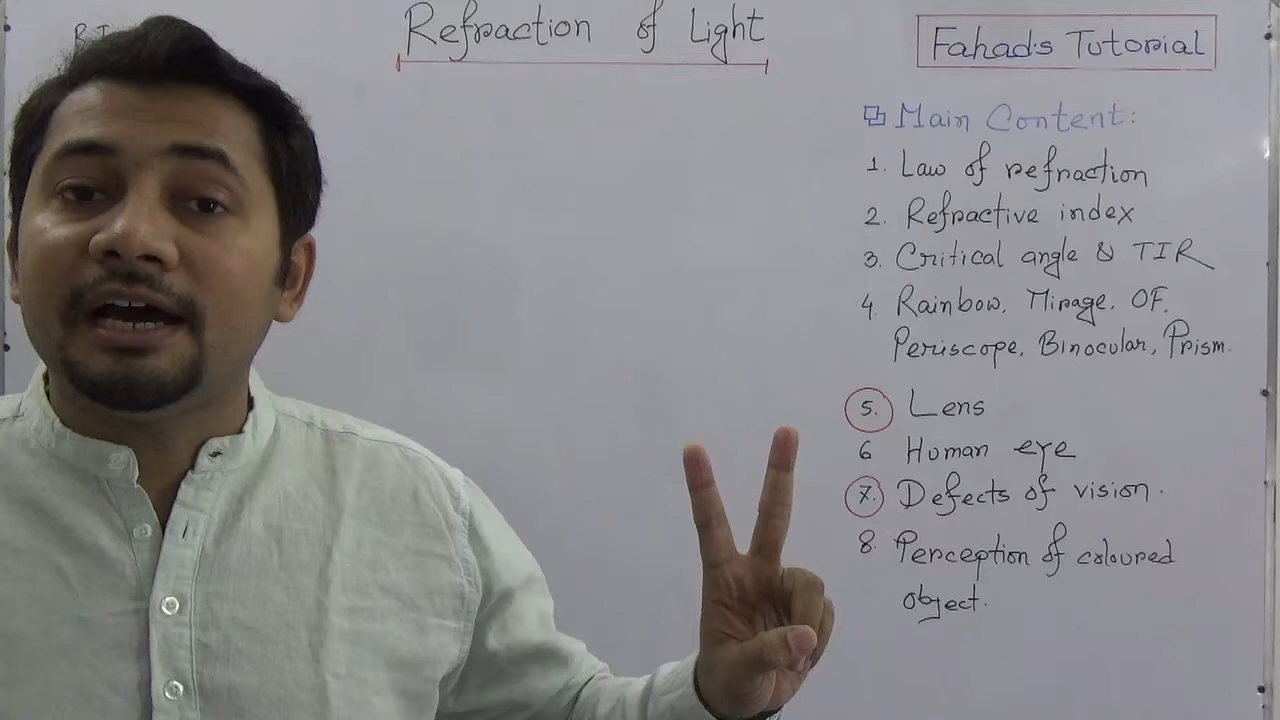 Refraction of Light
Fahad's Tutorial
Main Content:
1. Law of refraction
2. Refractive index
3. Critical angle & TIR
4. Rainbow, Mirage, OF,
Periscope, Binocular, Prism.
5. Lens
6 Human eye
7. Defects of vision.
8. Perception of coloured
object.